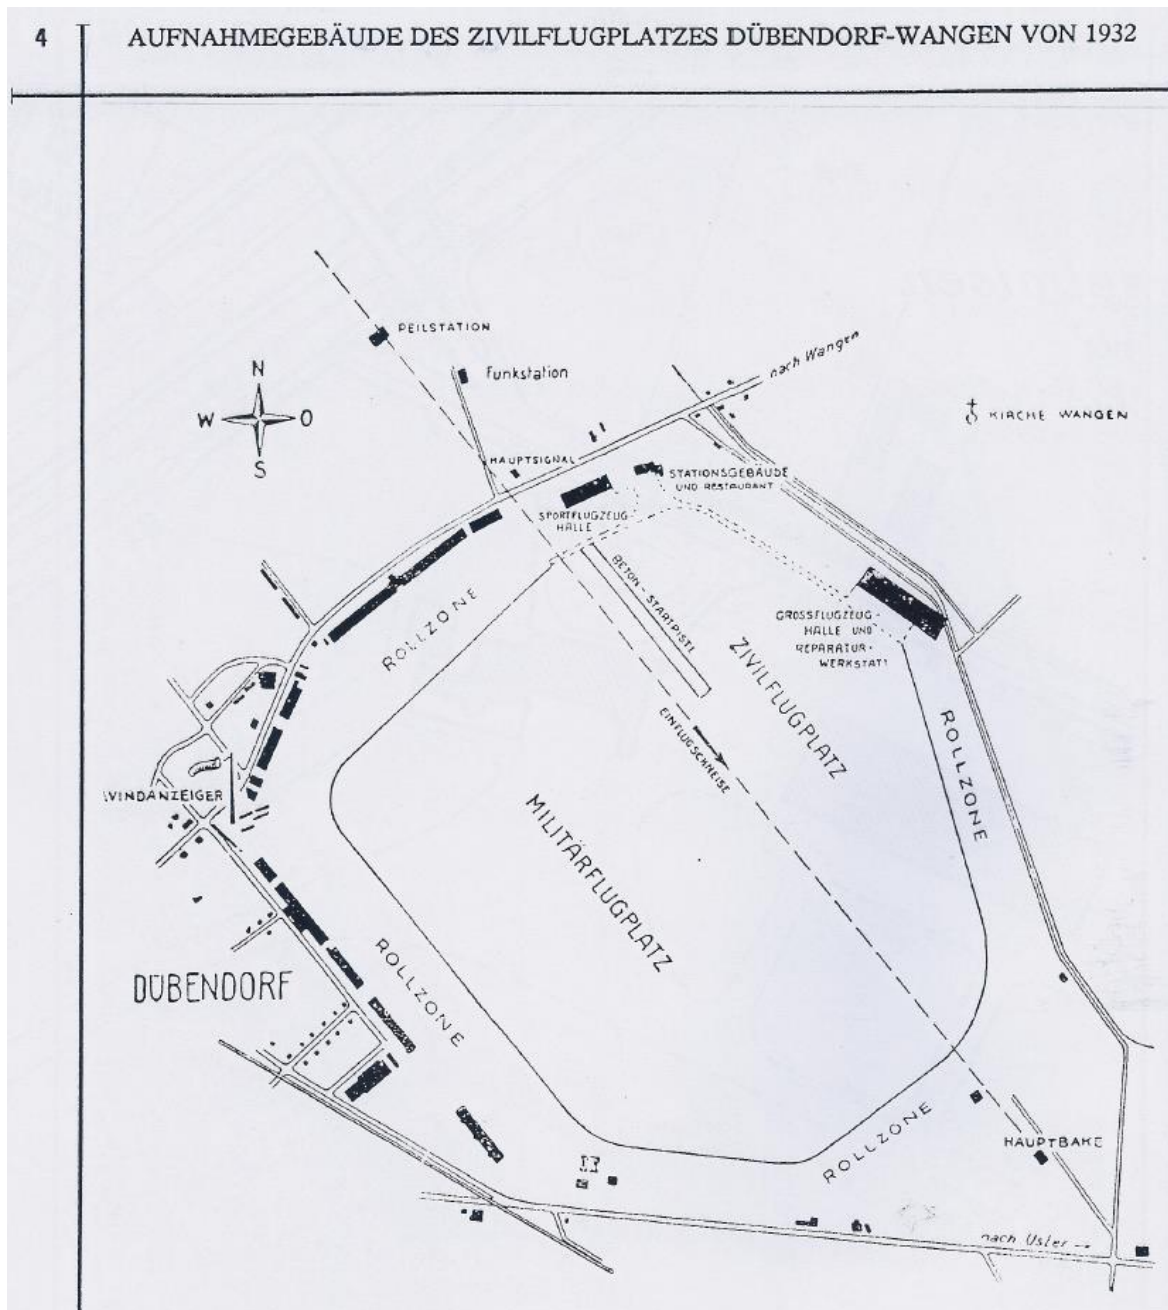 4
AUFNAHMEGEBÄUDE DES ZIVILFLUGPLATZES DÜBENDORF-WANGEN VON 1932
PEILSTATION
Funkstation
nach Wangen
N
W
O
S
KIRCHE WANGEN
HAUPTSIGNAL
STATIONSGEBÄUDE
UND RESTAURANT
SPORTFLUGZEUG-
HALLE
BETON-STARTPISTE
ROLLZONE
GROSSFLUGZEUG-
HALLE UND
REPARATUR-
WERKSTATT
ZIVILFLUGPLATZ
EINFLUGSCHNEISE
ROLLZONE
WINDANZEIGER
MILITÄRFLUGPLATZ
DÜBENDORF
ROLLZONE
ROLLZONE
HAUPTBAKE
nach Uster